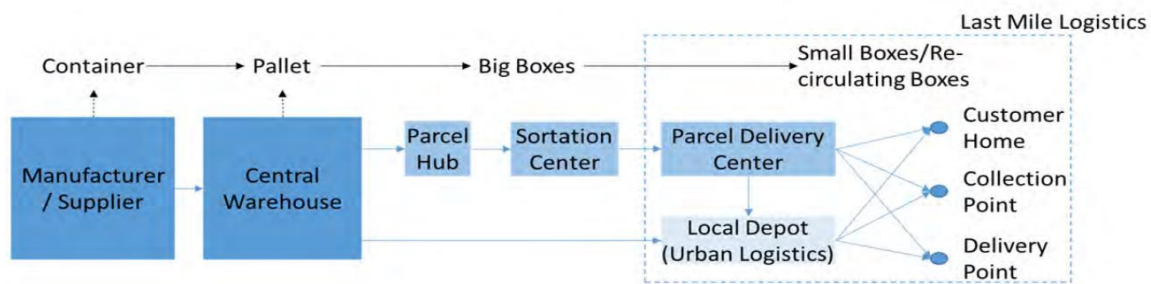 Last Mile Logistics
Container
Pallet
Big Boxes
Small Boxes/Re-
circulating Boxes
Manufacturer
/ Supplier
Central
Warehouse
Parcel
Hub
Sortation
Center
Parcel Delivery
Center
Local Depot
(Urban Logistics)
Customer
Home
Collection
Point
Delivery
Point